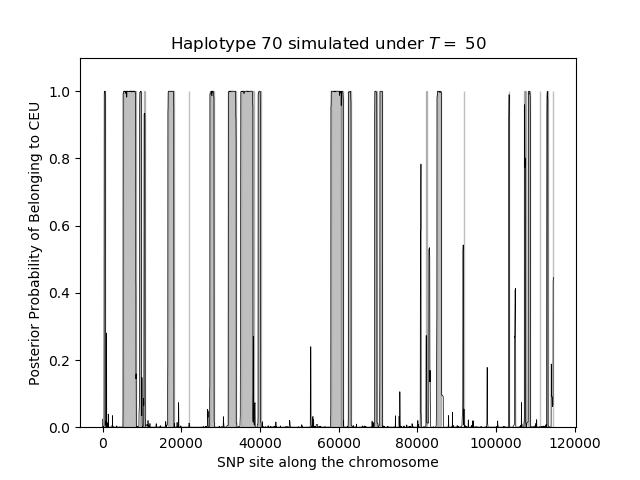 Haplotype 70 simulated under T = 50
Posterior Probability of Belonging to CEU
1.0
0.8
0.6
0.4
0.2
0.0
0 20000 40000 60000 80000 100000 120000
SNP site along the chromosome